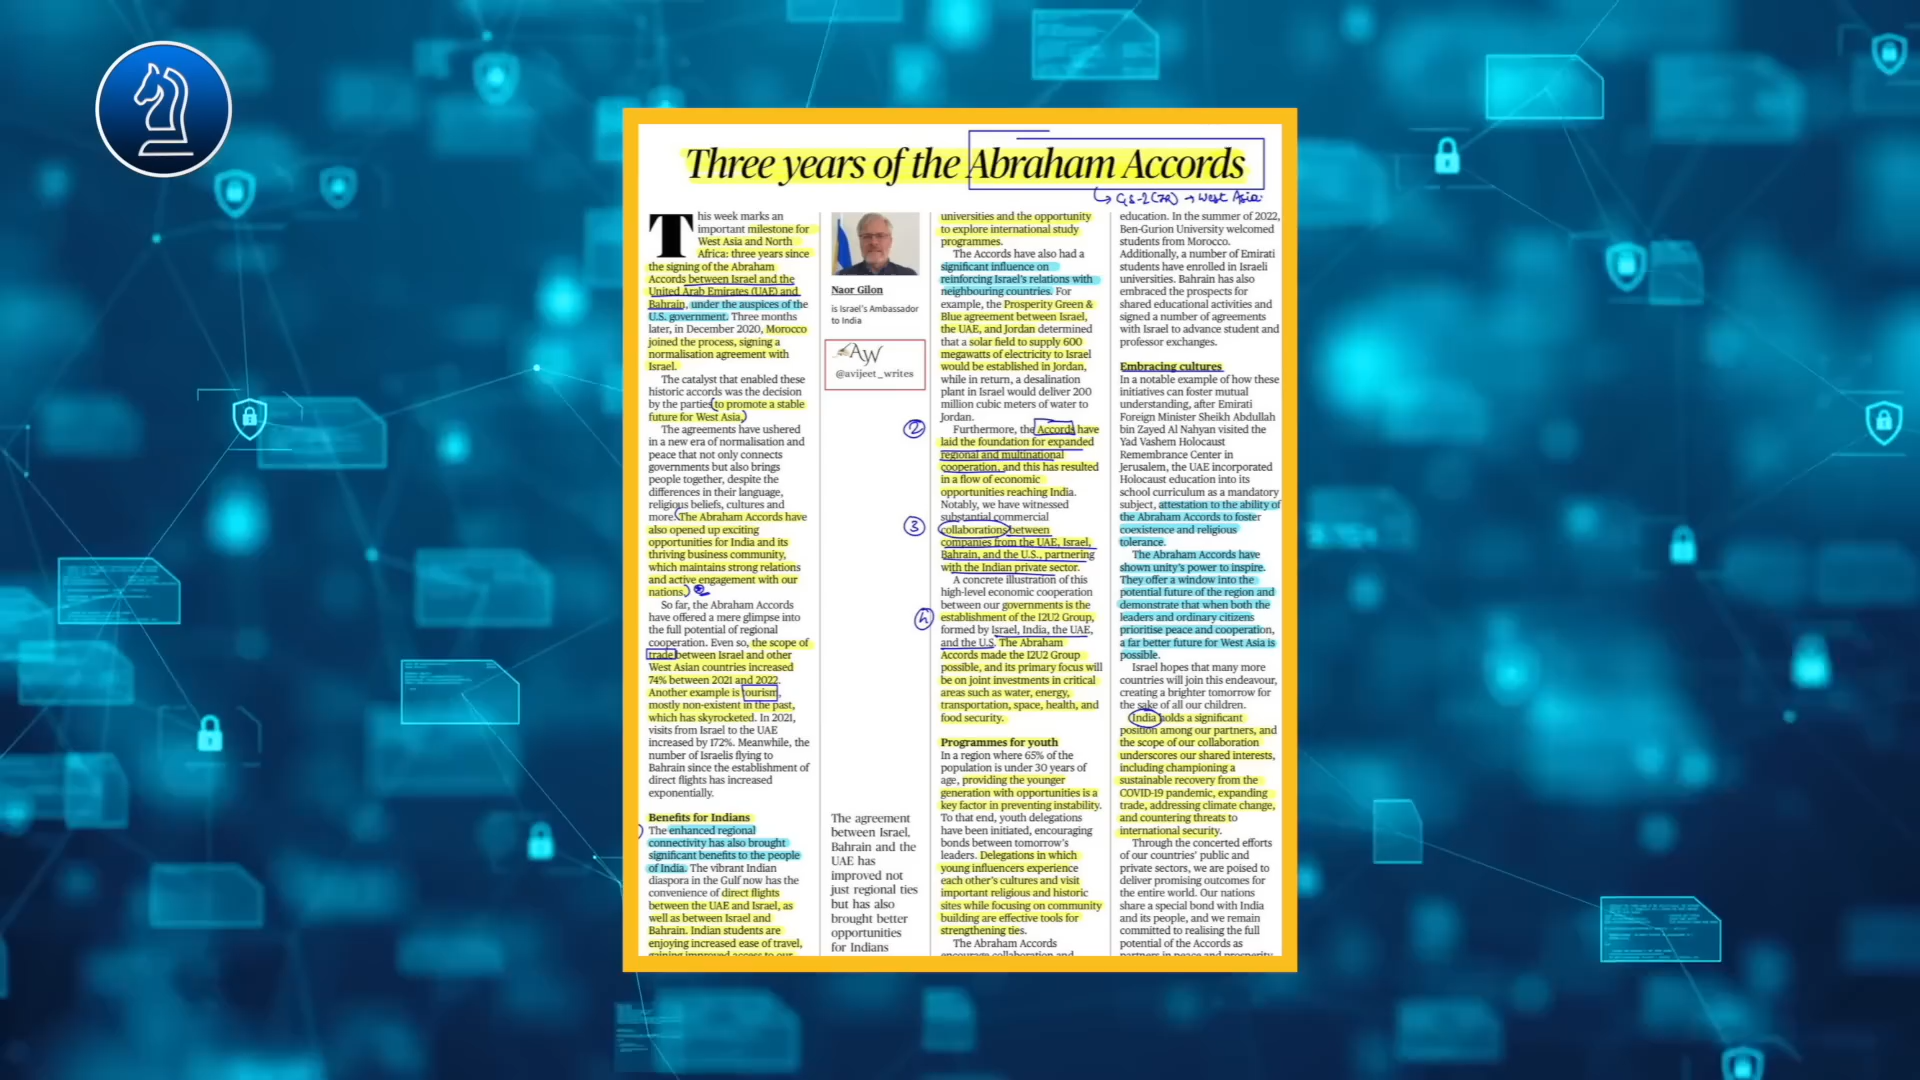 Three years of the Abraham Accords
GS-2 (IR) → West Asia.
This week marks an
important milestone for
West Asia and North
Africa: three years since
the signing of the Abraham
Accords between Israel and the
United Arab Emirates (UAE) and
Bahrain, under the auspices of the
U.S. government. Three months
later, in December 2020, Morocco
joined the process, signing a
normalisation agreement with
Israel.
The catalyst that enabled these
historic accords was the decision
by the parties to promote a stable
future for West Asia.
The agreements have ushered
in a new era of normalisation and
peace that not only connects
governments but also brings
people together, despite the
differences in their language,
religious beliefs, cultures and
more. The Abraham Accords have
also opened up exciting
opportunities for India and its
thriving business community,
which maintains strong relations
and active engagement with our
nations.
So far, the Abraham Accords
have offered a mere glimpse into
the full potential of regional
cooperation. Even so, the scope of
trade between Israel and other
West Asian countries increased
74% between 2021 and 2022.
Another example is tourism,
mostly non-existent in the past,
which has skyrocketed. In 2021,
visits from Israel to the UAE
increased by 172%. Meanwhile, the
number of Israelis flying to
Bahrain since the establishment of
direct flights has increased
exponentially.
Benefits for Indians
The enhanced regional
connectivity has also brought
significant benefits to the people
of India. The vibrant Indian
diaspora in the Gulf now has the
convenience of direct flights
between the UAE and Israel, as
well as between Israel and
Bahrain. Indian students are
enjoying increased ease of travel,
gaining improved access to our
Naor Gilon
is Israel's Ambassador
to India
AW
@avijeet_writes
The agreement
between Israel,
Bahrain and the
UAE has
improved not
just regional ties
but has also
brought better
opportunities
for Indians
universities and the opportunity
to explore international study
programmes.
The Accords have also had a
significant influence on
reinforcing Israel's relations with
neighbouring countries. For
example, the Prosperity Green &
Blue agreement between Israel,
the UAE, and Jordan determined
that a solar field to supply 600
megawatts of electricity to Israel
would be established in Jordan,
while in return, a desalination
plant in Israel would deliver 200
million cubic meters of water to
Jordan.
2 Furthermore, the Accords have
laid the foundation for expanded
regional and multinational
cooperation, and this has resulted
in a flow of economic
opportunities reaching India.
Notably, we have witnessed
substantial commercial
3 collaborations between
companies from the UAE, Israel,
Bahrain, and the U.S., partnering
with the Indian private sector.
A concrete illustration of this
high-level economic cooperation
between our governments is the
establishment of the I2U2 Group,
formed by Israel, India, the UAE,
and the U.S. The Abraham
Accords made the I2U2 Group
possible, and its primary focus will
be on joint investments in critical
areas such as water, energy,
transportation, space, health, and
food security.
Programmes for youth
In a region where 65% of the
population is under 30 years of
age, providing the younger
generation with opportunities is a
key factor in preventing instability.
To that end, youth delegations
have been initiated, encouraging
bonds between tomorrow's
leaders. Delegations in which
young influencers experience
each other's cultures and visit
important religious and historic
sites while focusing on community
building are effective tools for
strengthening ties.
The Abraham Accords
encourage collaboration and
education. In the summer of 2022,
Ben-Gurion University welcomed
students from Morocco.
Additionally, a number of Emirati
students have enrolled in Israeli
universities. Bahrain has also
embraced the prospects for
shared educational activities and
signed a number of agreements
with Israel to advance student and
professor exchanges.
Embracing cultures
In a notable example of how these
initiatives can foster mutual
understanding, after Emirati
Foreign Minister Sheikh Abdullah
bin Zayed Al Nahyan visited the
Yad Vashem Holocaust
Remembrance Center in
Jerusalem, the UAE incorporated
Holocaust education into its
school curriculum as a mandatory
subject, attestation to the ability of
the Abraham Accords to foster
coexistence and religious
tolerance.
The Abraham Accords have
shown unity's power to inspire.
They offer a window into the
potential future of the region and
demonstrate that when both the
leaders and ordinary citizens
prioritise peace and cooperation,
a far better future for West Asia is
possible.
Israel hopes that many more
countries will join this endeavour,
creating a brighter tomorrow for
the sake of all our children.
India holds a significant
position among our partners, and
the scope of our collaboration
underscores our shared interests,
including championing a
sustainable recovery from the
COVID-19 pandemic, expanding
trade, addressing climate change,
and countering threats to
international security.
Through the concerted efforts
of our countries' public and
private sectors, we are poised to
deliver promising outcomes for
the entire world. Our nations
share a special bond with India
and its people, and we remain
committed to realising the full
potential of the Accords as
partners in peace and prosperity